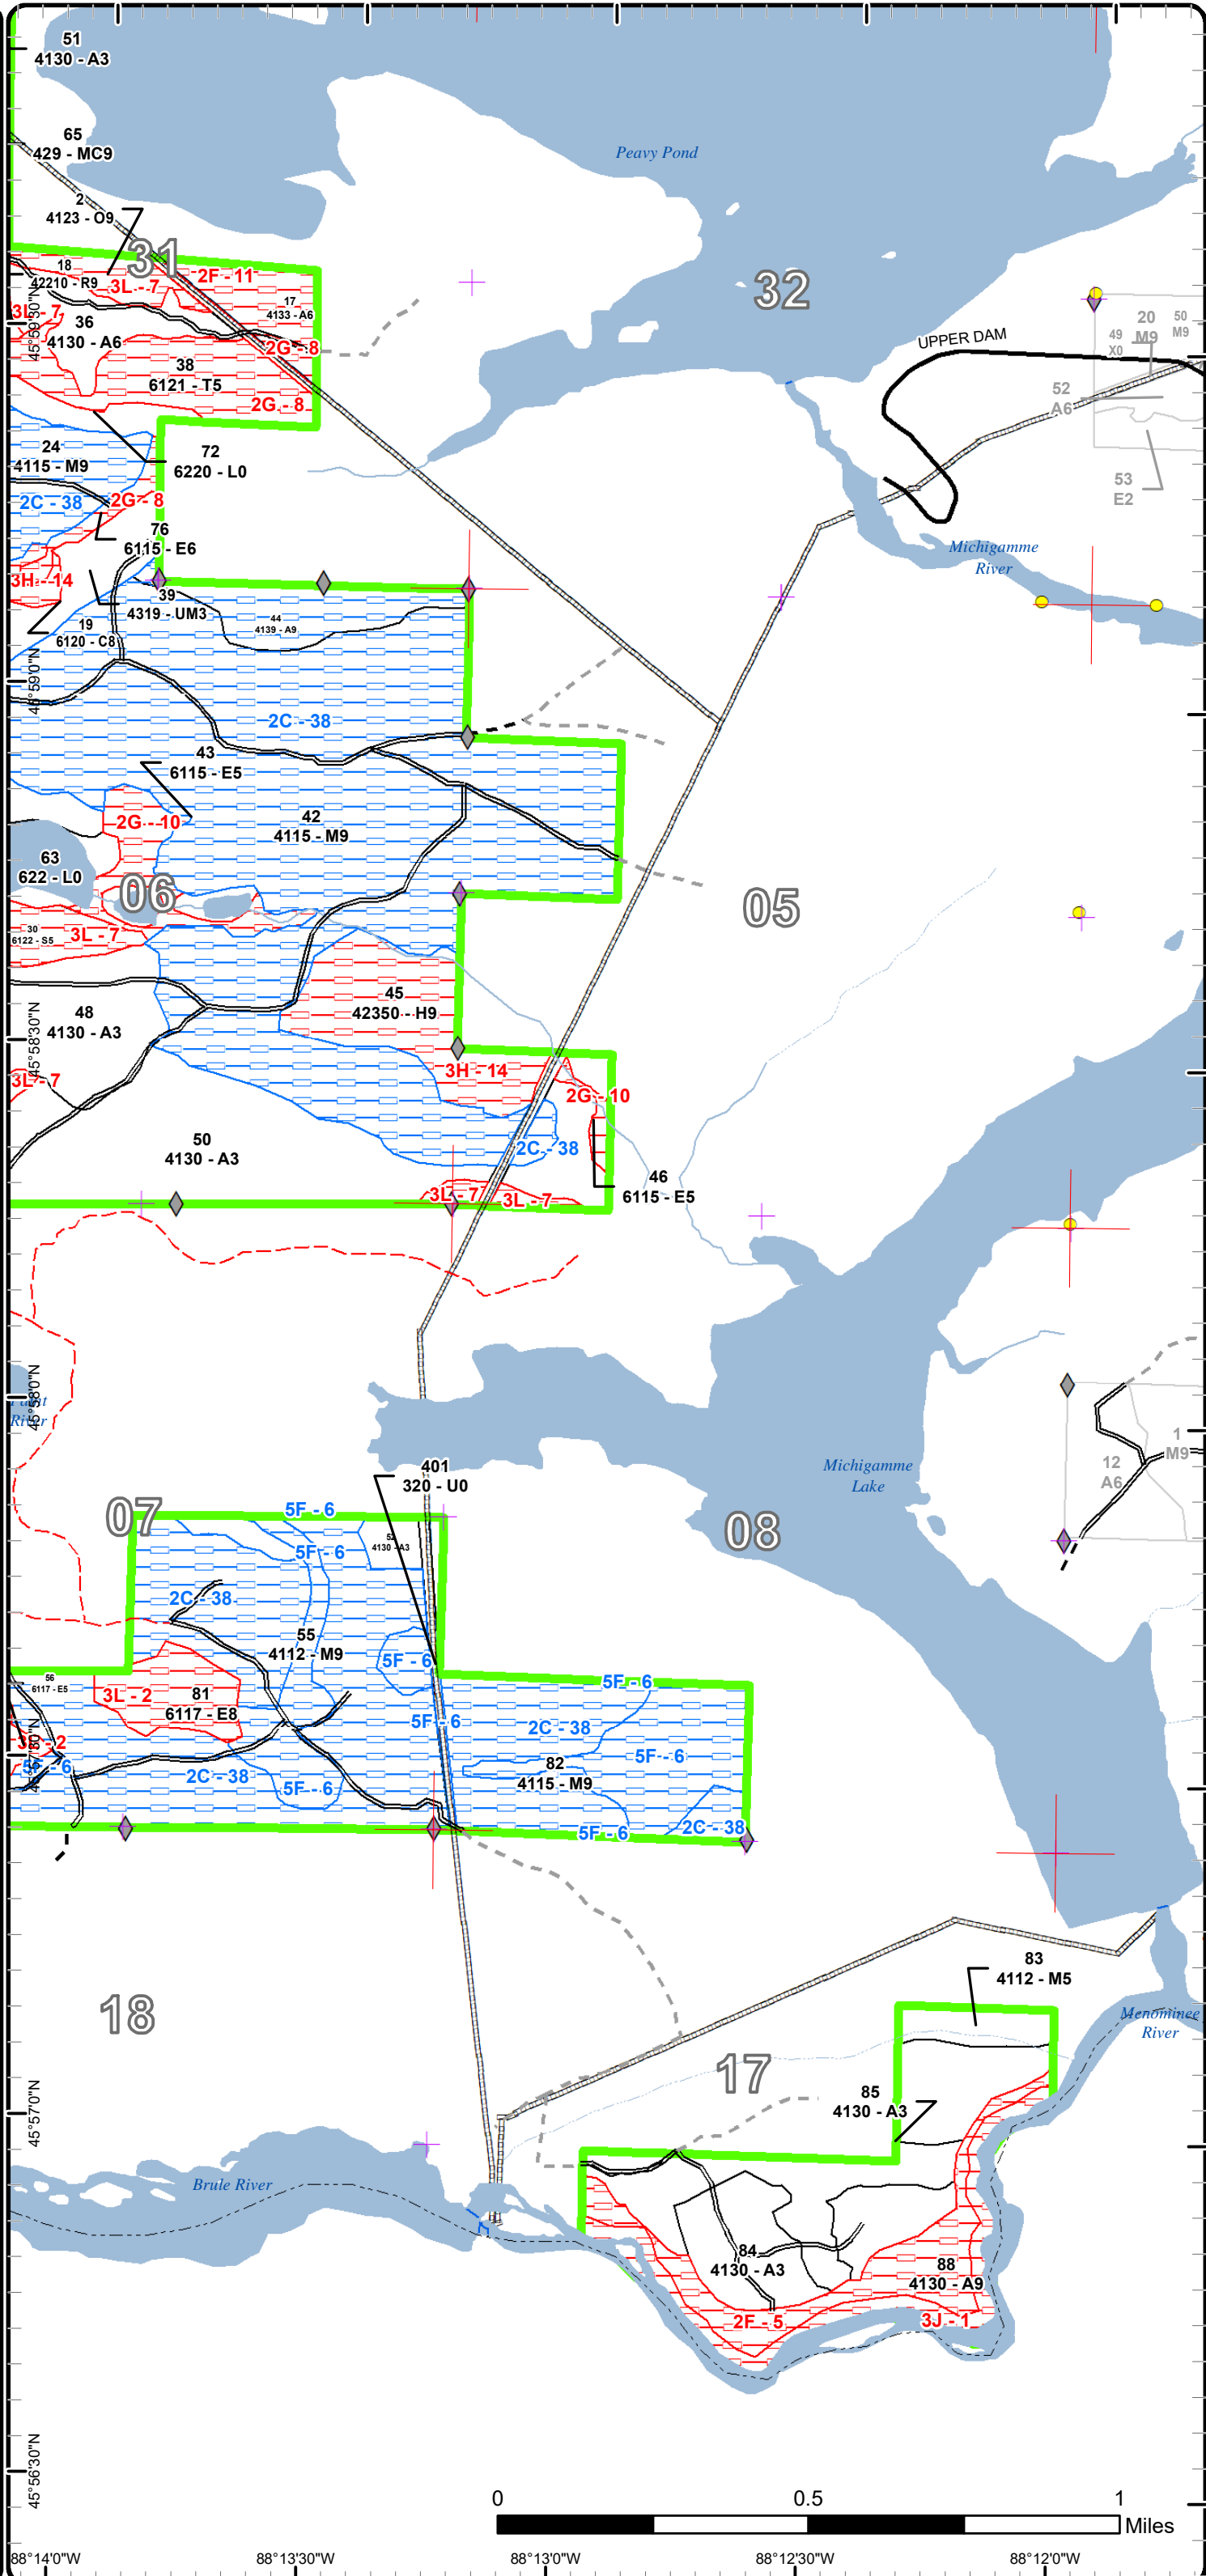 51
4130 - A3
65
429 - MC9
Peavy Pond
2
4123 - O9
31
2F - 11
18
42210 - R9
3L - 7
17
4133 - A6
32
3L - 7
36
4130 - A6
2G - 8
38
6121 - T5
2G - 8
45°59'30"N
UPPER DAM
20
M9
50
M9
49
X0
52
A6
53
E2
24
4115 - M9
72
6220 - L0
2C - 38
2G - 8
76
6115 - E6
3H - 14
39
4319 - UM3
19
6120 - C8
44
4139 - A9
Michigamme
River
45°59'0"N
2C - 38
43
6115 - E5
2G - 10
42
4115 - M9
63
622 - L0
06
05
30
6122 - S5
3L - 7
45
42350 - H9
48
4130 - A3
45°58'30"N
3L - 7
3H - 14
2G - 10
50
4130 - A3
2C - 38
46
6115 - E5
3L - 7
3L - 7
45°58'0"N
River
401
320 - U0
Michigamme
Lake
1
M9
12
A6
07
08
5F - 6
5F - 6
4130 - A3
2C - 38
55
4112 - M9
5F - 6
56
6117 - E5
3L - 2
81
6117 - E8
5F - 6
5F - 6
2C - 38
5F - 6
5F - 6
2C - 38
5F - 6
82
4115 - M9
5F - 6
2C - 38
83
4112 - M5
Menominee
River
18
17
85
4130 - A3
45°57'0"N
Brule River
84
4130 - A3
88
4130 - A9
2F - 5
3J - 1
45°56'30"N
0
0.5
1
Miles
88°14'0"W
88°13'30"W
88°13'0"W
88°12'30"W
88°12'0"W